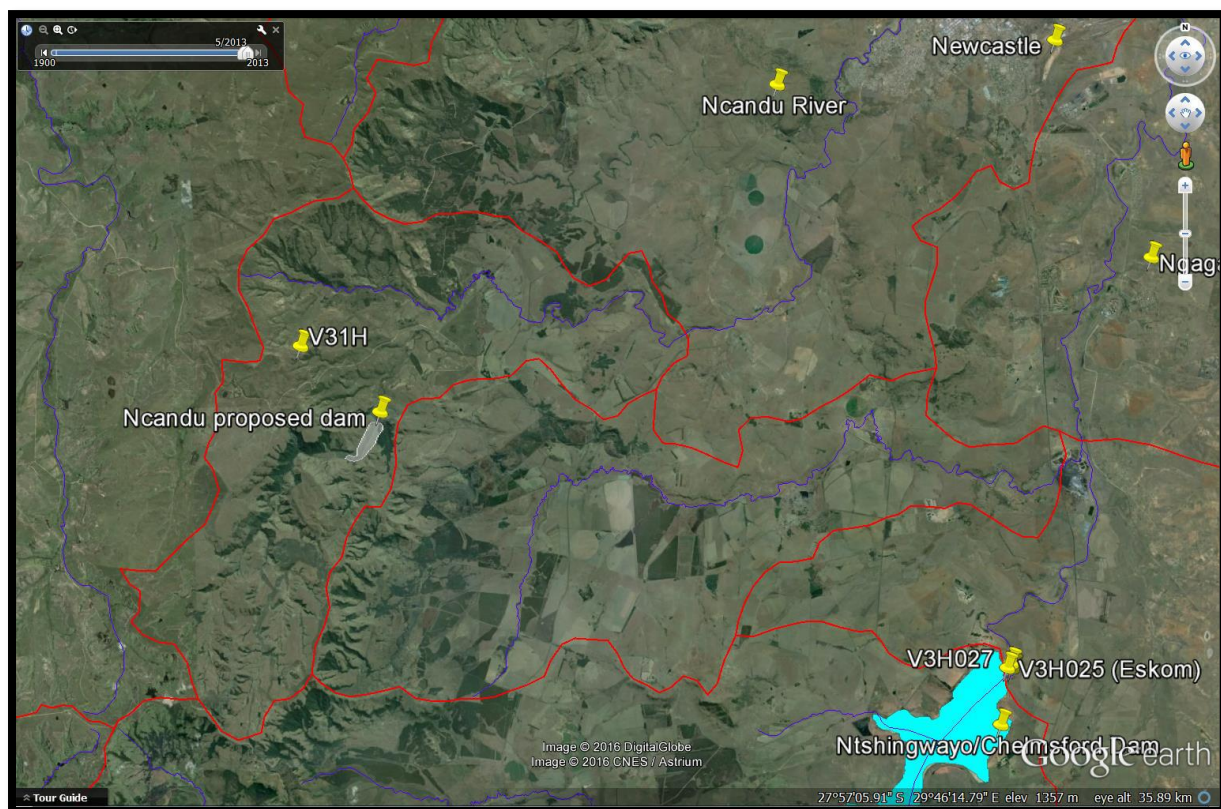 5/2013
1900
2013
Newcastle
N
Ncandu River
Ngag
V31H
Ncandu proposed dam
V3H027
V3H025 (Eskom)
Ntshingwayo/Chelmsford Dam
Image © 2016 DigitalGlobe
Image © 2016 CNES / Astrium
Google earth
Tour Guide
27°57'05.91" S 29°46'14.79" E elev 1357 m eye alt 35.89 km